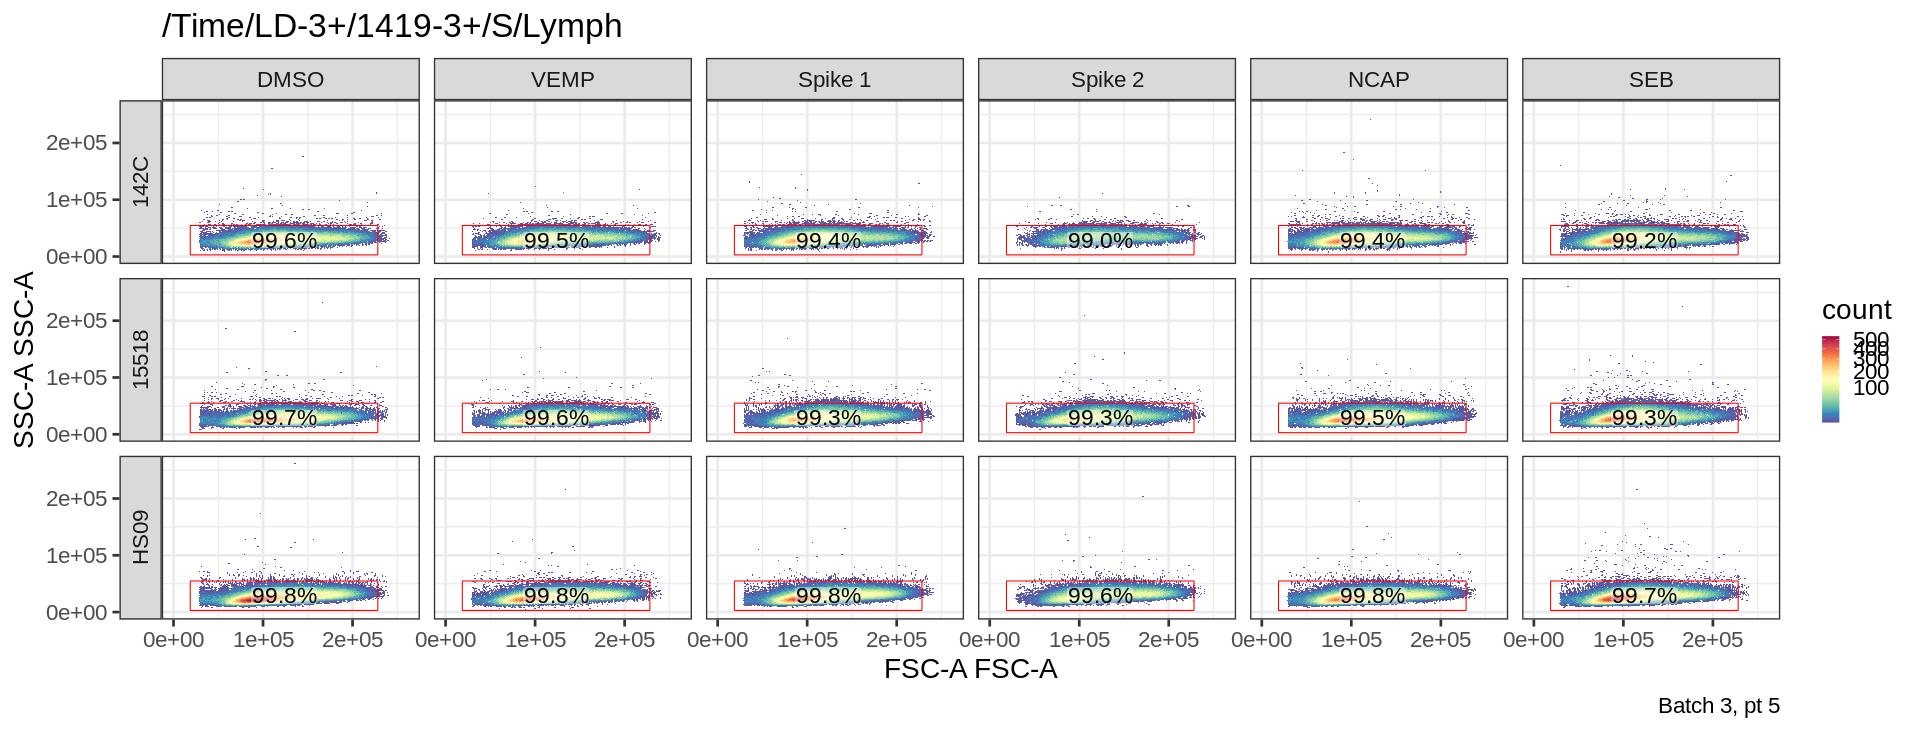 /Time/LD-3+/1419-3+/S/Lymph
DMSO VEMP Spike 1 Spike 2 NCAP SEB
SSC-A SSC-A
142C
2e+05
1e+05
0e+00
99.6% 99.5% 99.4% 99.0% 99.4% 99.2%
15518
2e+05
1e+05
0e+00
99.7% 99.6% 99.3% 99.3% 99.5% 99.3%
HS09
2e+05
1e+05
0e+00
99.8% 99.8% 99.8% 99.6% 99.8% 99.7%
0e+00 1e+05 2e+05 0e+00 1e+05 2e+05 0e+00 1e+05 2e+05 0e+00 1e+05 2e+05 0e+00 1e+05 2e+05 0e+00 1e+05 2e+05
FSC-A FSC-A
count
500
400
300
200
100
Batch 3, pt 5